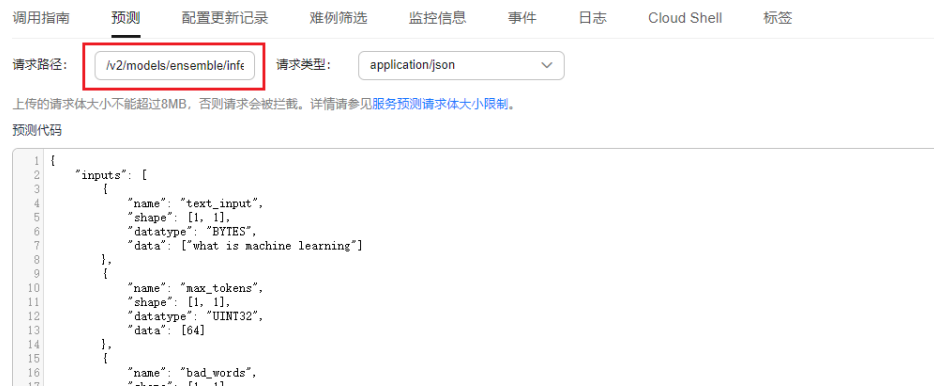 调用指南 预测 配置更新记录 难例筛选 监控信息 事件 日志 Cloud Shell 标签
请求路径： /v2/models/ensemble/infe 请求类型： application/json
上传的请求体大小不能超过8MB，否则请求会被拦截。详情请参见服务预测请求体大小限制。
预测代码
1 {
2 "inputs": [
3 {
4 "name": "text_input",
5 "shape": [1, 1],
6 "datatype": "BYTES",
7 "data": ["what is machine learning"]
8 },
9 {
10 "name": "max_tokens",
11 "shape": [1, 1],
12 "datatype": "UINT32",
13 "data": [64]
14 },
15 {
16 "name": "bad_words",
17 "shape": [1, 1]